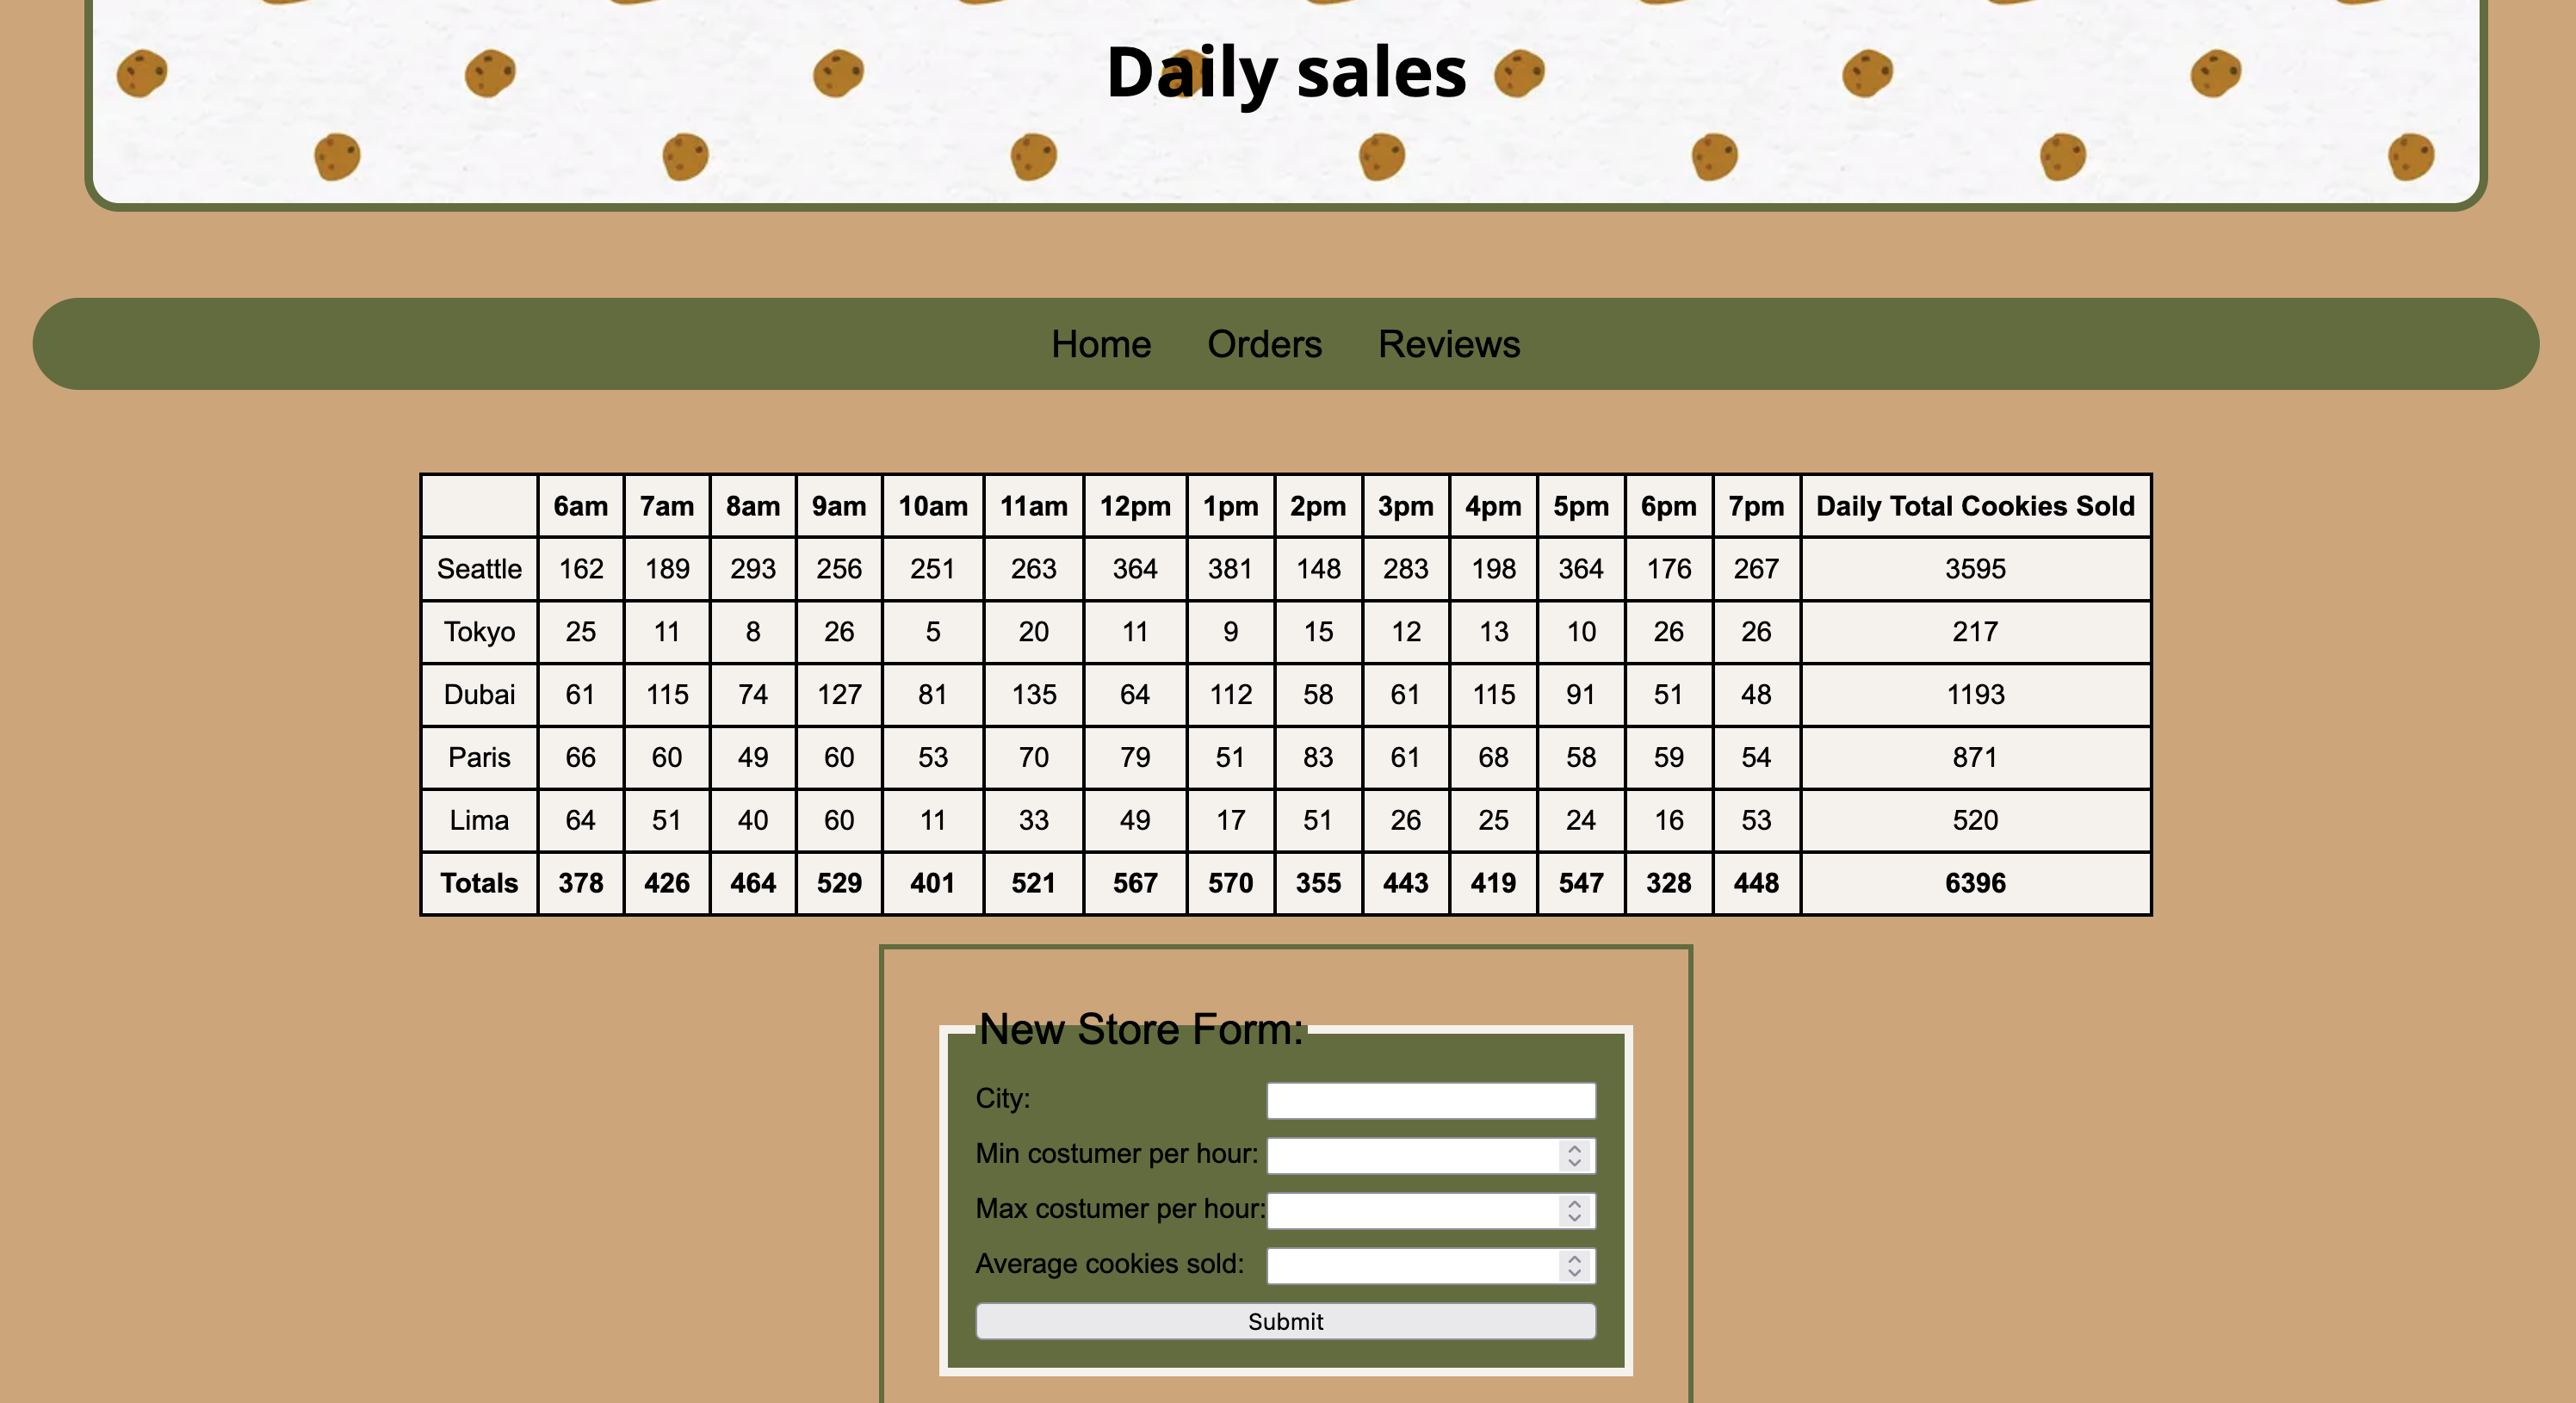 Daily sales
Home Orders Reviews
6am 7am 8am 9am 10am 11am 12pm 1pm 2pm 3pm 4pm 5pm 6pm 7pm Daily Total Cookies Sold
Seattle 162 189 293 256 251 263 364 381 148 283 198 364 176 267 3595
Tokyo 25 11 8 26 5 20 11 9 15 12 13 10 26 26 217
Dubai 61 115 74 127 81 135 64 112 58 61 115 91 51 48 1193
Paris 66 60 49 60 53 70 79 51 83 61 68 58 59 54 871
Lima 64 51 40 60 11 33 49 17 51 26 25 24 16 53 520
Totals 378 426 464 529 401 521 567 570 355 443 419 547 328 448 6396
New Store Form:
City:
Min costumer per hour:
Max costumer per hour:
Average cookies sold:
Submit